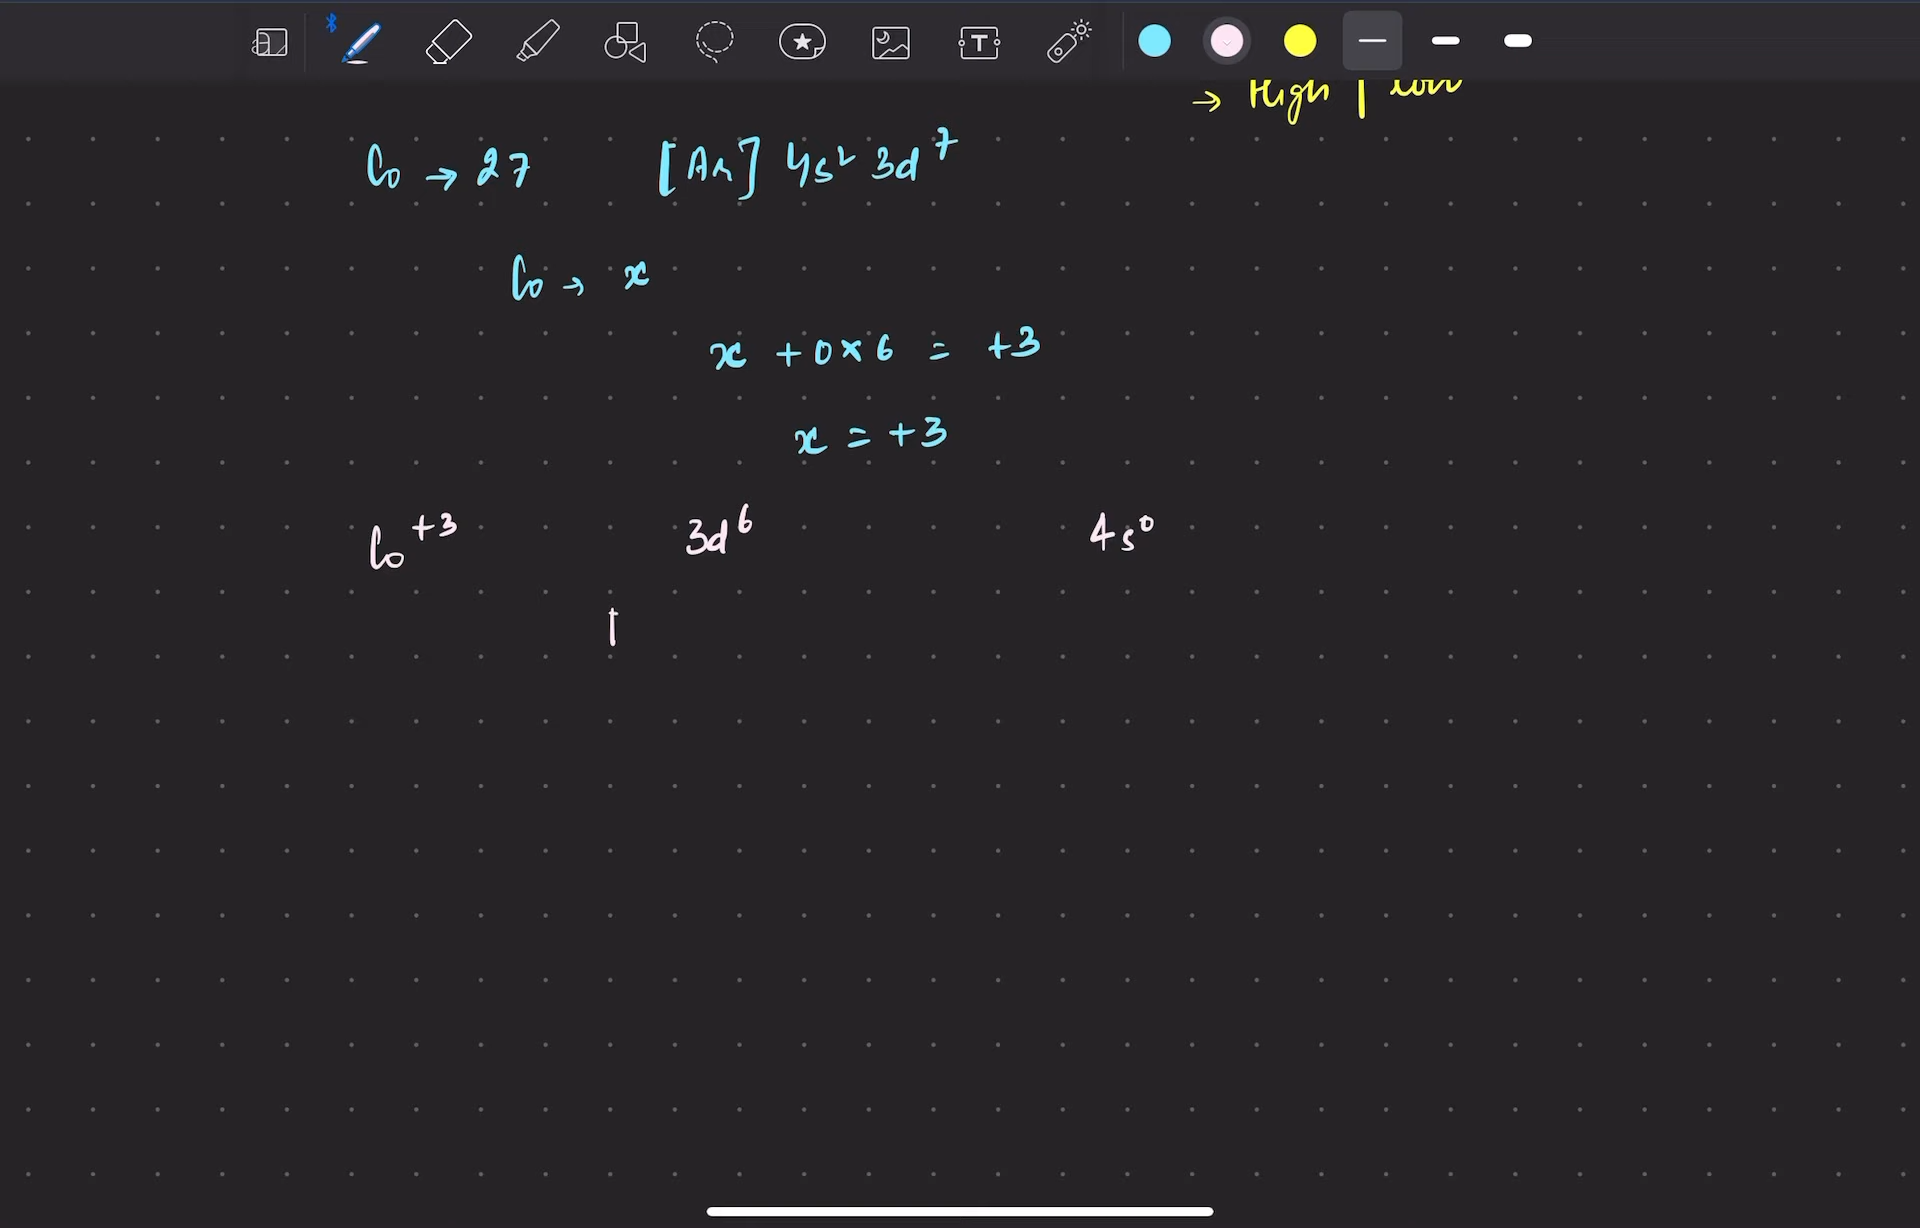 → High | low
Co → 27 [Ar] 4s² 3d⁷
Co → x
x + 0 × 6 = +3
x = +3
Co⁺³ 3d⁶ 4s⁰